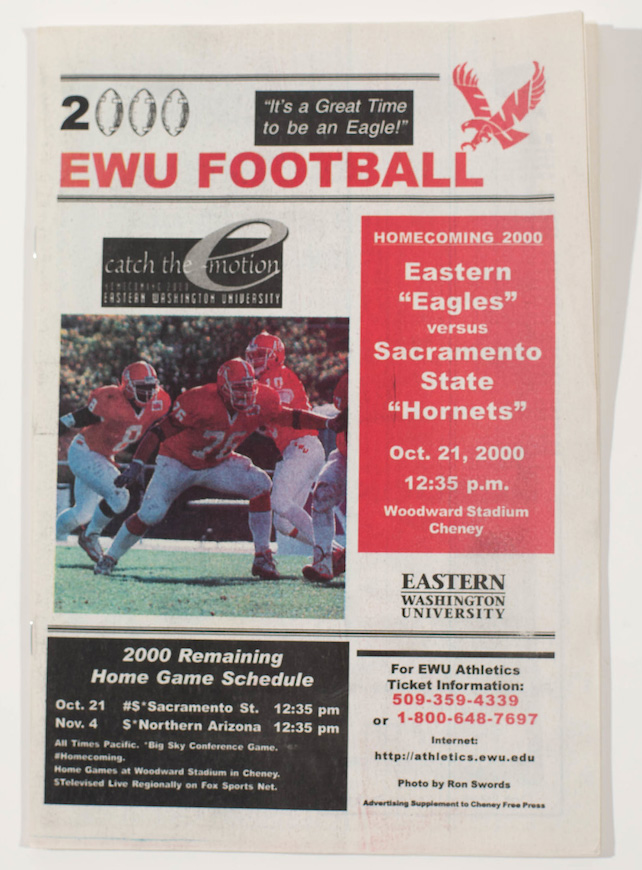 2000
"It's a Great Time
to be an Eagle!"
EWU
EWU FOOTBALL
catch the e-motion
HOMECOMING 2000
EASTERN WASHINGTON UNIVERSITY
HOMECOMING 2000
Eastern
"Eagles"
versus
Sacramento
State
"Hornets"
Oct. 21, 2000
12:35 p.m.
Woodward Stadium
Cheney
76
EASTERN
WASHINGTON
UNIVERSITY
2000 Remaining
Home Game Schedule
Oct. 21 #$*Sacramento St. 12:35 pm
Nov. 4 $*Northern Arizona 12:35 pm
All Times Pacific. *Big Sky Conference Game.
#Homecoming.
Home Games at Woodward Stadium in Cheney.
$Televised Live Regionally on Fox Sports Net.
For EWU Athletics
Ticket Information:
509-359-4339
or 1-800-648-7697
Internet:
http://athletics.ewu.edu
Photo by Ron Swords
Advertising Supplement to Cheney Free Press